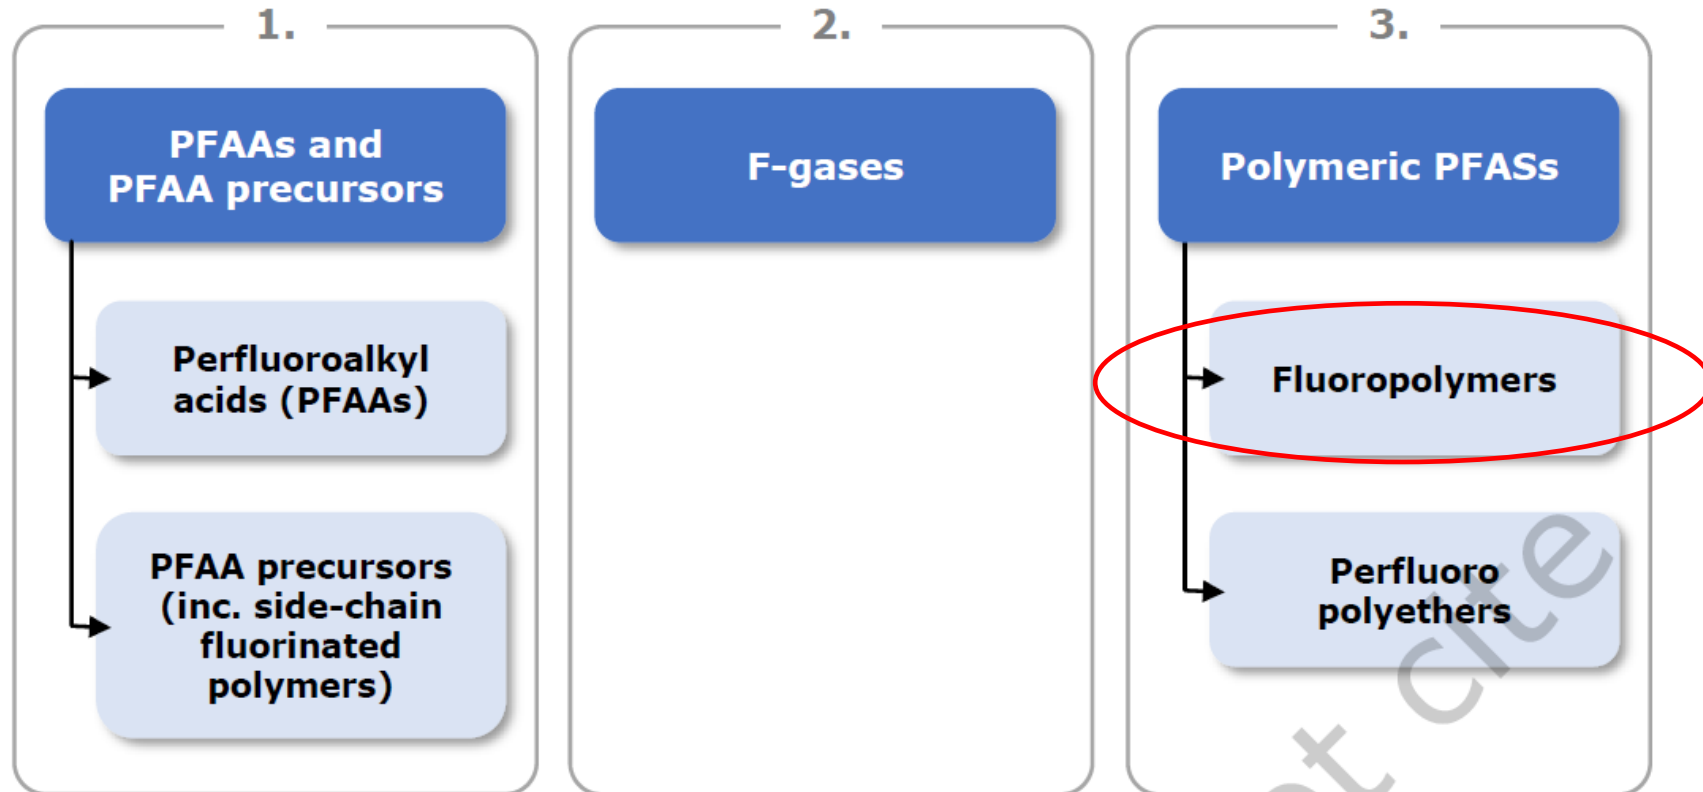 1.
PFAAs and
PFAA precursors
Perfluoroalkyl
acids (PFAAs)
PFAA precursors
(inc. side-chain
fluorinated
polymers)
2.
F-gases
3.
Polymeric PFASs
Fluoropolymers
Perfluoro
polyethers
cite